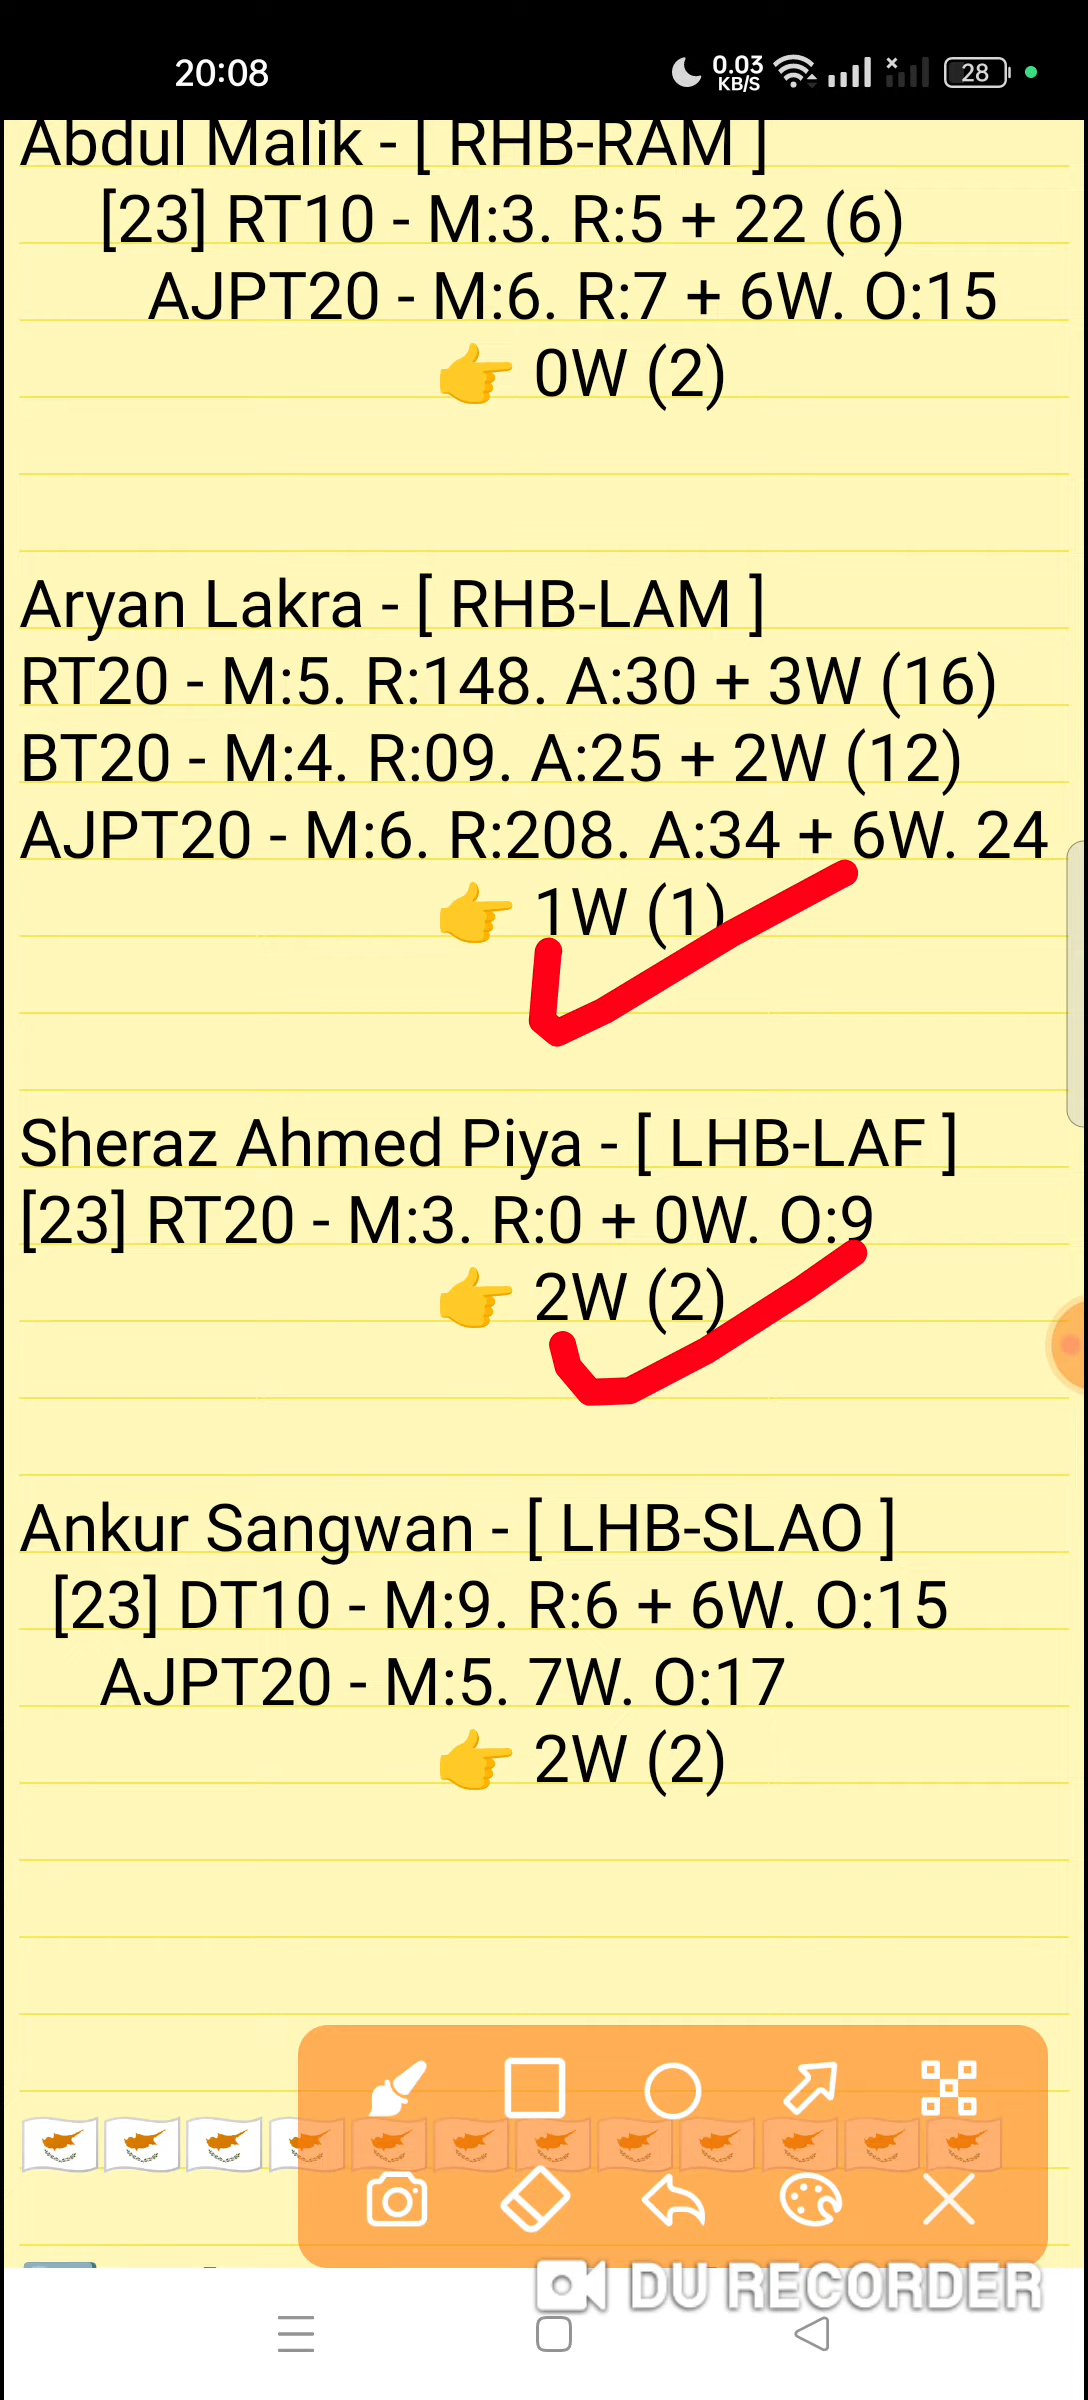 20:08
0.03
KB/S
28
Abdul Malik - [ RHB-RAM ]
[23] RT10 - M:3. R:5 + 22 (6)
AJPT20 - M:6. R:7 + 6W. O:15
👉 0W (2)
Aryan Lakra - [ RHB-LAM ]
RT20 - M:5. R:148. A:30 + 3W (16)
BT20 - M:4. R:09. A:25 + 2W (12)
AJPT20 - M:6. R:208. A:34 + 6W. 24
👉 1W (1)
Sheraz Ahmed Piya - [ LHB-LAF ]
[23] RT20 - M:3. R:0 + 0W. O:9
👉 2W (2)
Ankur Sangwan - [ LHB-SLAO ]
[23] DT10 - M:9. R:6 + 6W. O:15
AJPT20 - M:5. 7W. O:17
👉 2W (2)
🇨🇾🇨🇾🇨🇾🇨🇾🇨🇾🇨🇾🇨🇾🇨🇾🇨🇾🇨🇾🇨🇾🇨🇾
DU RECORDER